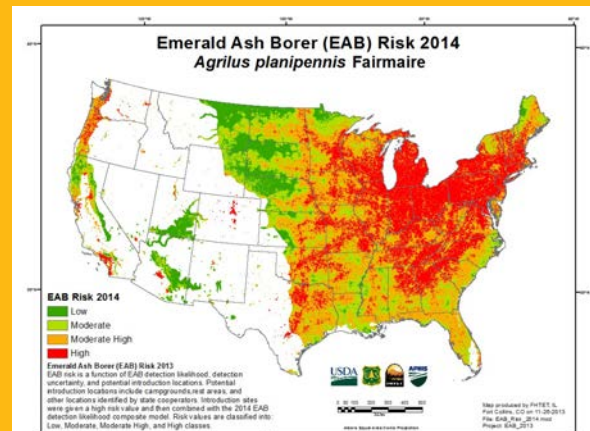 Emerald Ash Borer (EAB) Risk 2014
Agrilus planipennis Fairmaire
EAB Risk 2014
Low
Moderate
Moderate High
High
Emerald Ash Borer (EAB) Risk 2013
EAB risk is a function of EAB detection likelihood, detection
uncertainty, and potential introduction locations. Potential
introduction locations include campgrounds,rest areas, and
other locations identified by state cooperators. Introduction sites
were given a high risk value and then combined with the 2014 EAB
detection likelihood composite model. Risk values are classified into:
Low, Moderate, Moderate High, and High classes.
USDA
APHIS
Map produced by FHTET, IL
Fort Collins, CO on 11-26-2013
File: EAB_Risk_2014.mxd
Project: EAB_2013